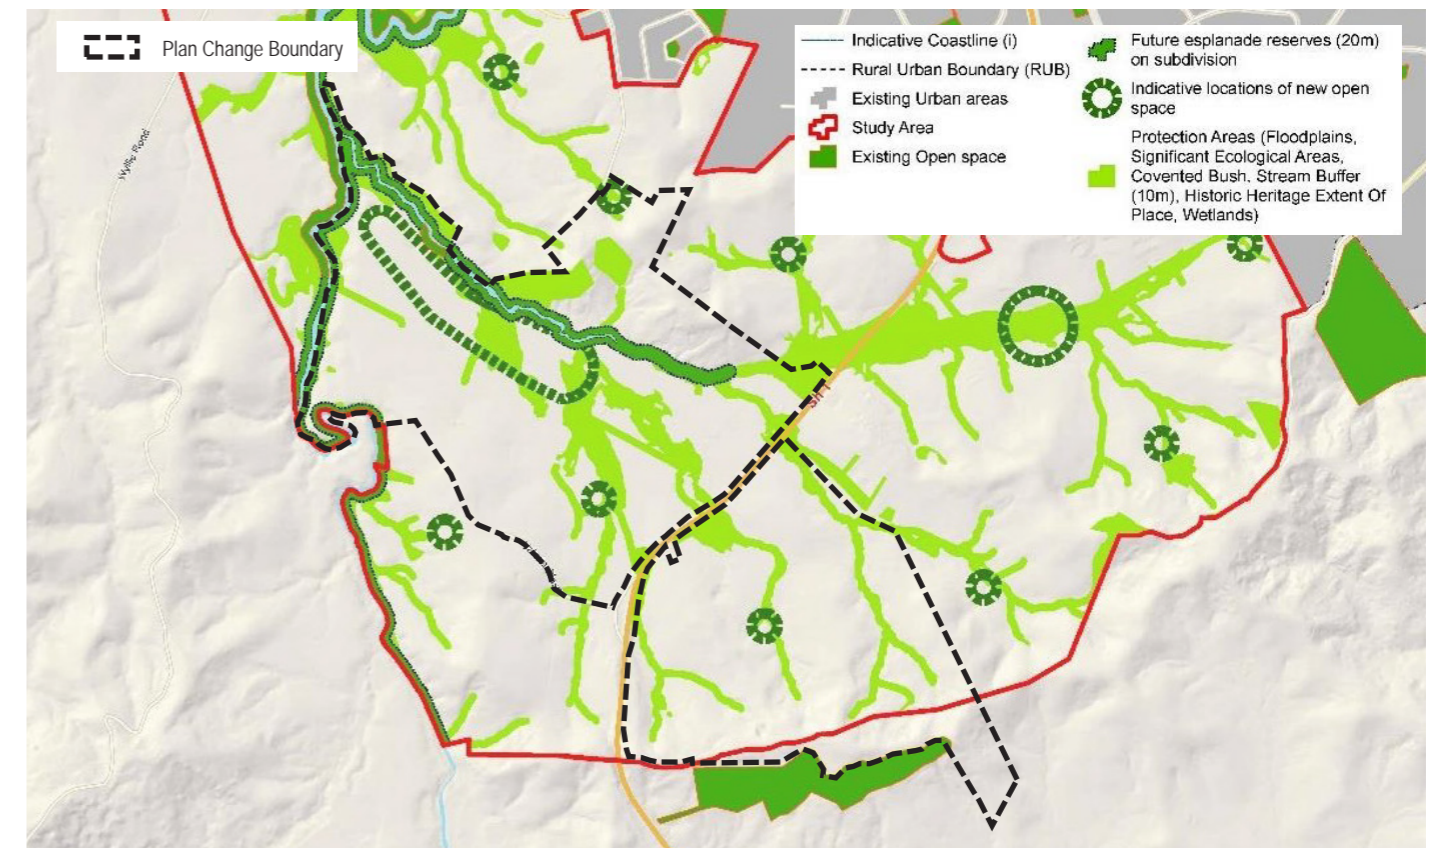 Plan Change Boundary
Indicative Coastline (i)
Rural Urban Boundary (RUB)
Existing Urban areas
Study Area
Existing Open space
Future esplanade reserves (20m)
on subdivision
Indicative locations of new open
space
Protection Areas (Floodplains,
Significant Ecological Areas,
Covented Bush, Stream Buffer
(10m), Historic Heritage Extent Of
Place, Wetlands)
Wyllie Road
SH 1